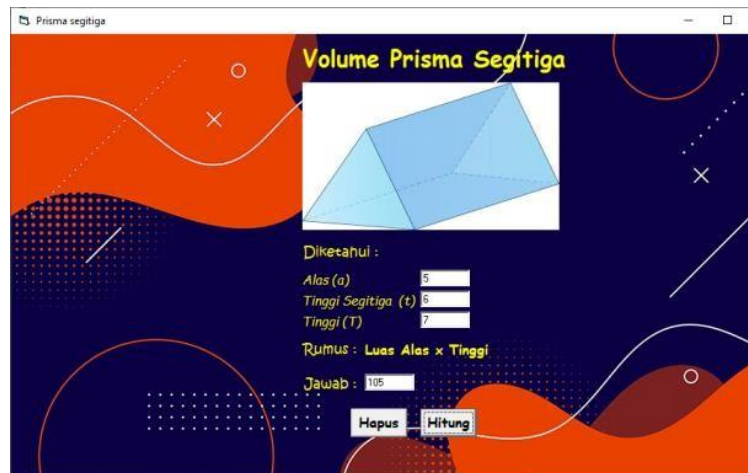 Prisma segitiga
Volume Prisma Segitiga
Diketahui :
Alas (a) 5
Tinggi Segitiga (t) 6
Tinggi (T) 7
Rumus : Luas Alas x Tinggi
Jawab : 105
Hapus Hitung